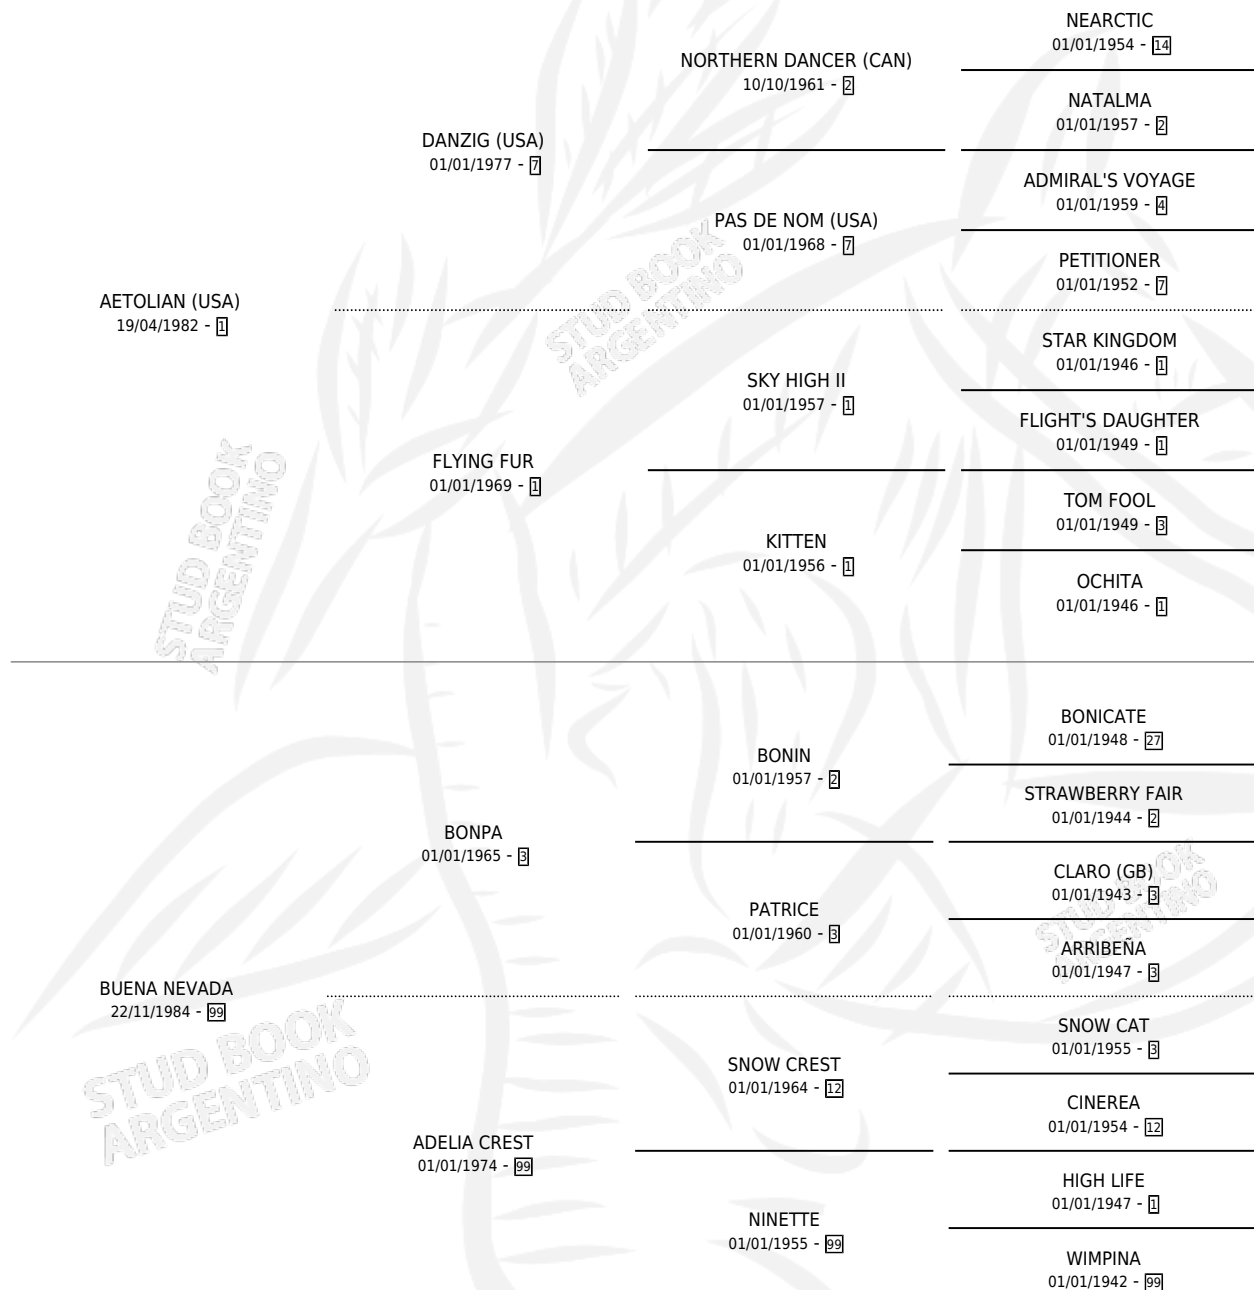 NEARCTIC
01/01/1954 - 14
NORTHERN DANCER (CAN)
10/10/1961 - 2
NATALMA
01/01/1957 - 2
DANZIG (USA)
01/01/1977 - 7
ADMIRAL'S VOYAGE
01/01/1959 - 4
PAS DE NOM (USA)
01/01/1968 - 7
PETITIONER
01/01/1952 - 7
AETOLIAN (USA)
19/04/1982 - 1
STAR KINGDOM
01/01/1946 - 1
SKY HIGH II
01/01/1957 - 1
FLIGHT'S DAUGHTER
01/01/1949 - 1
FLYING FUR
01/01/1969 - 1
TOM FOOL
01/01/1949 - 3
KITTEN
01/01/1956 - 1
OCHITA
01/01/1946 - 1
BONICATE
01/01/1948 - 27
BONIN
01/01/1957 - 2
STRAWBERRY FAIR
01/01/1944 - 2
BONPA
01/01/1965 - 3
CLARO (GB)
01/01/1943 - 3
PATRICE
01/01/1960 - 3
ARRIBEÑA
01/01/1947 - 3
BUENA NEVADA
22/11/1984 - 99
SNOW CAT
01/01/1955 - 3
SNOW CREST
01/01/1964 - 12
CINEREA
01/01/1954 - 12
ADELIA CREST
01/01/1974 - 99
HIGH LIFE
01/01/1947 - 1
NINETTE
01/01/1955 - 99
WIMPINA
01/01/1942 - 99
STUD BOOK
ARGENTINO
STUD BOOK
ARGENTINO
STUD BOOK
ARGENTINO
STUD BOOK
ARGENTINO